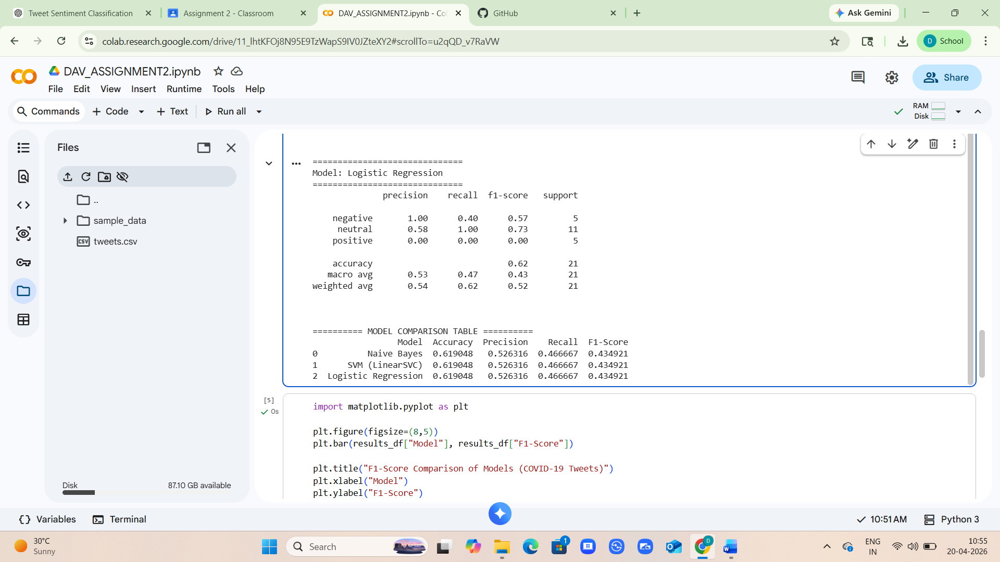 Tweet Sentiment Classification
Assignment 2 - Classroom
DAV_ASSIGNMENT2.ipynb - Co
GitHub
Ask Gemini
colab.research.google.com/drive/11_lhtKFOj8N95E9TzWapS9IV0JZteXY2#scrollTo=u2qQD_v7RaVW
D School
DAV_ASSIGNMENT2.ipynb
File Edit View Insert Runtime Tools Help
Share
Commands + Code + Text Run all
RAM
Disk
Files
..
sample_data
CSV tweets.csv
Disk 87.10 GB available
==============================
Model: Logistic Regression
==============================
precision recall f1-score support
negative 1.00 0.40 0.57 5
neutral 0.58 1.00 0.73 11
positive 0.00 0.00 0.00 5
accuracy 0.62 21
macro avg 0.53 0.47 0.43 21
weighted avg 0.54 0.62 0.52 21
========== MODEL COMPARISON TABLE ==========
Model Accuracy Precision Recall F1-Score
0 Naive Bayes 0.619048 0.526316 0.466667 0.434921
1 SVM (LinearSVC) 0.619048 0.526316 0.466667 0.434921
2 Logistic Regression 0.619048 0.526316 0.466667 0.434921
[5]
0s
import matplotlib.pyplot as plt
plt.figure(figsize=(8,5))
plt.bar(results_df["Model"], results_df["F1-Score"])
plt.title("F1-Score Comparison of Models (COVID-19 Tweets)")
plt.xlabel("Model")
plt.ylabel("F1-Score")
Variables Terminal
10:51 AM Python 3
30°C
Sunny
Search
1
D
ENG
IN
10:55
20-04-2026